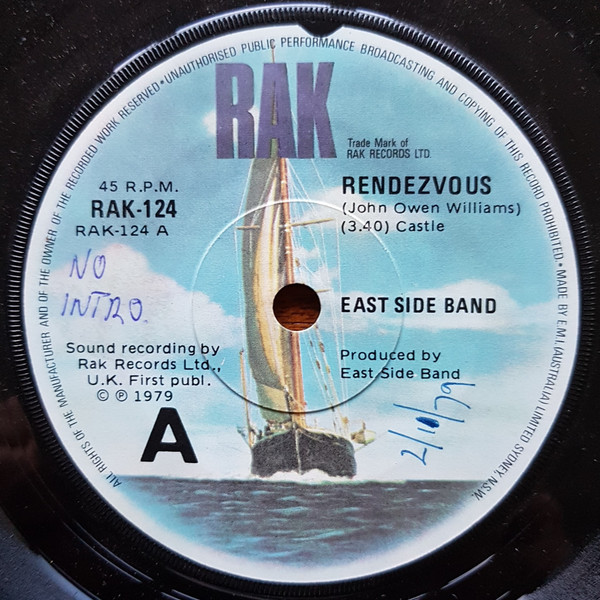 ALL RIGHTS OF THE MANUFACTURER AND OF THE OWNER OF THE RECORDED WORK RESERVED • UNAUTHORISED PUBLIC PERFORMANCE BROADCASTING AND COPYING OF THIS RECORD PROHIBITED • MADE BY E.M.I. (AUSTRALIA) LIMITED SYDNEY, N.S.W.
RAK
Trade Mark of
RAK RECORDS LTD.
45 R.P.M.
RAK-124
RAK-124 A
RENDEZVOUS
(John Owen Williams)
(3.40) Castle
NO
INTRO.
EAST SIDE BAND
Sound recording by
Rak Records Ltd.,
U.K. First publ.
© ℗ 1979
Produced by
East Side Band
2/10/79
A